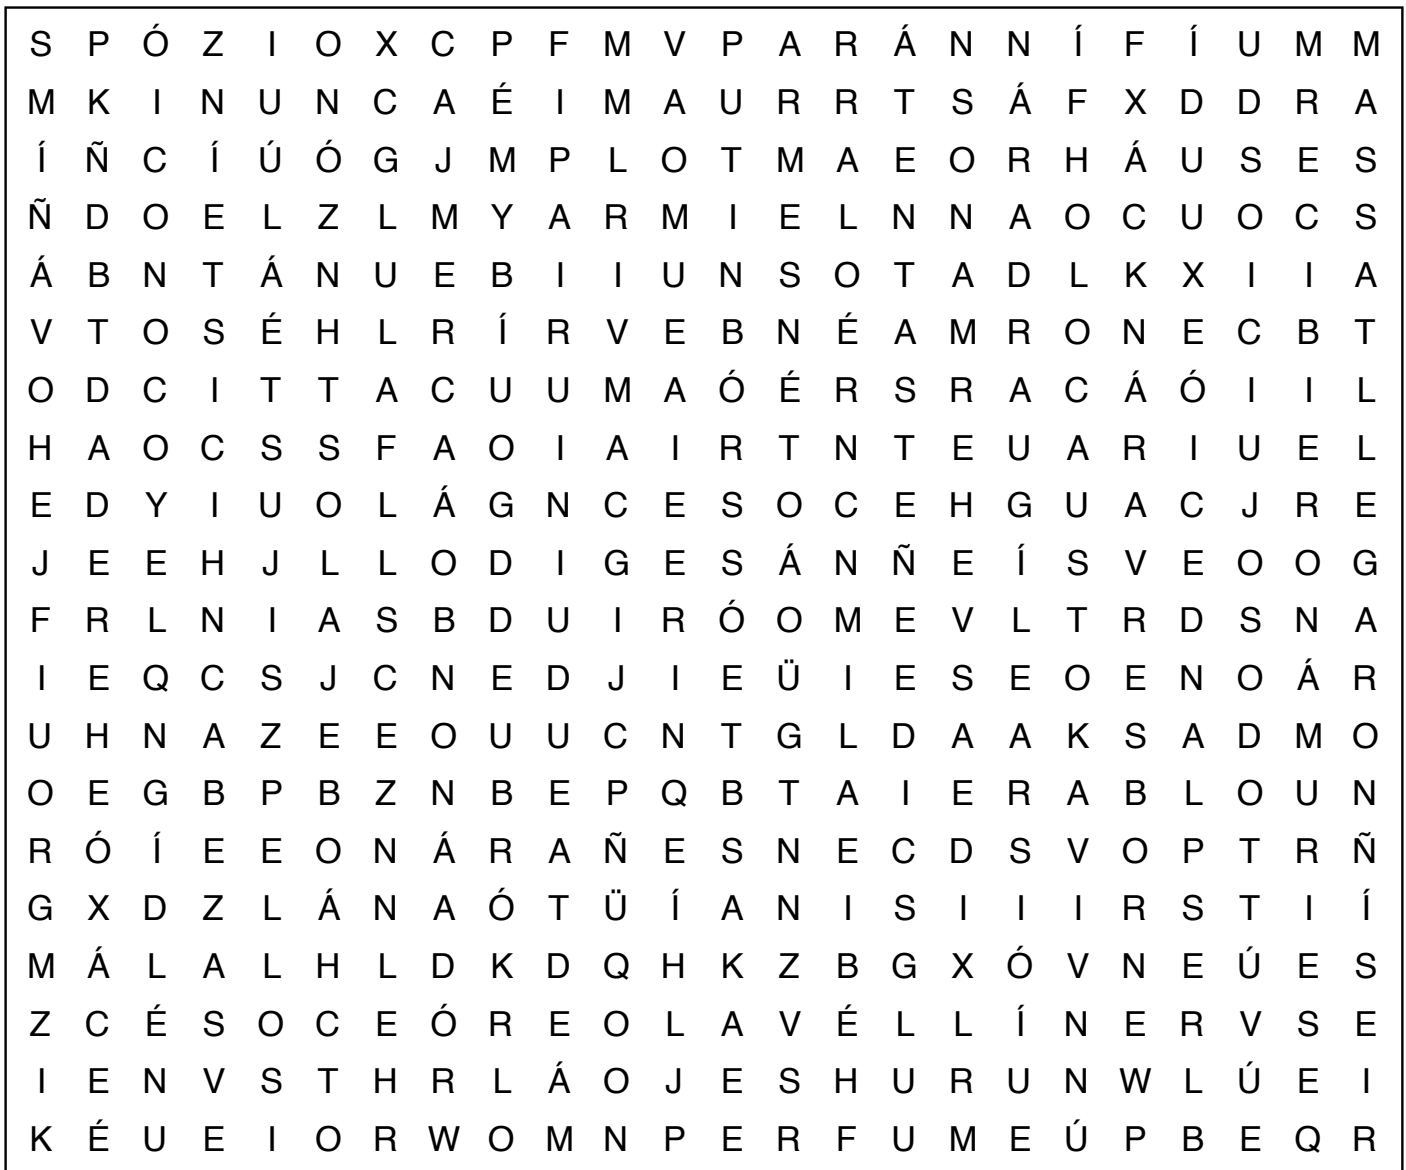 S P Ó Z I O X C P F M V P A R Á N N Í F Í U M M
M K I N U N C A É I M A U R R T S Á F X D D R A
Í Ñ C Í Ú Ó G J M P L O T M A E O R H Á U S E S
Ñ D O E L Z L M Y A R M I E L N N A O C U O C S
Á B N T Á N U E B I I U N S O T A D L K X I I A
V T O S É H L R Í R V E B N É A M R O N E C B T
O D C I T T A C U U M A Ó É R S R A C Á Ó I I L
H A O C S S F A O I A I R T N T E U A R I U E L
E D Y I U O L Á G N C E S O C E H G U A C J R E
J E E H J L L O D I G E S Á N Ñ E Í S V E O O G
F R L N I A S B D U I R Ó O M E V L T R D S N A
I E Q C S J C N E D J I E Ü I E S E O E N O Á R
U H N A Z E E O U U C N T G L D A A K S A D M O
O E G B P B Z N B E P Q B T A I E R A B L O U N
R Ó Í E E O N Á R A Ñ E S N E C D S V O P T R Ñ
G X D Z L Á N A Ó T Ü Í A N I S I I I R S T I Í
M Á L A L H L D K D Q H K Z B G X Ó V N E Ú E S
Z C É S O C E Ó R E O L A V É L L Í N E R V S E
I E N V S T H R L Á O J E S H U R U N W L Ú E I
K É U E I O R W O M N P E R F U M E Ú P B E Q R